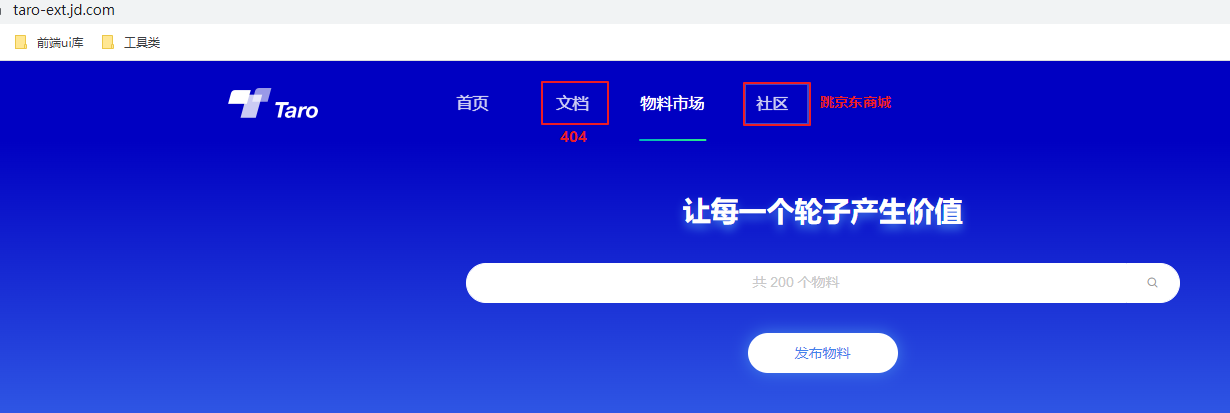 taro-ext.jd.com
前端ui库 工具类
Taro 首页 文档 物料市场 社区 跳京东商城
404
让每一个轮子产生价值
共 200 个物料
发布物料